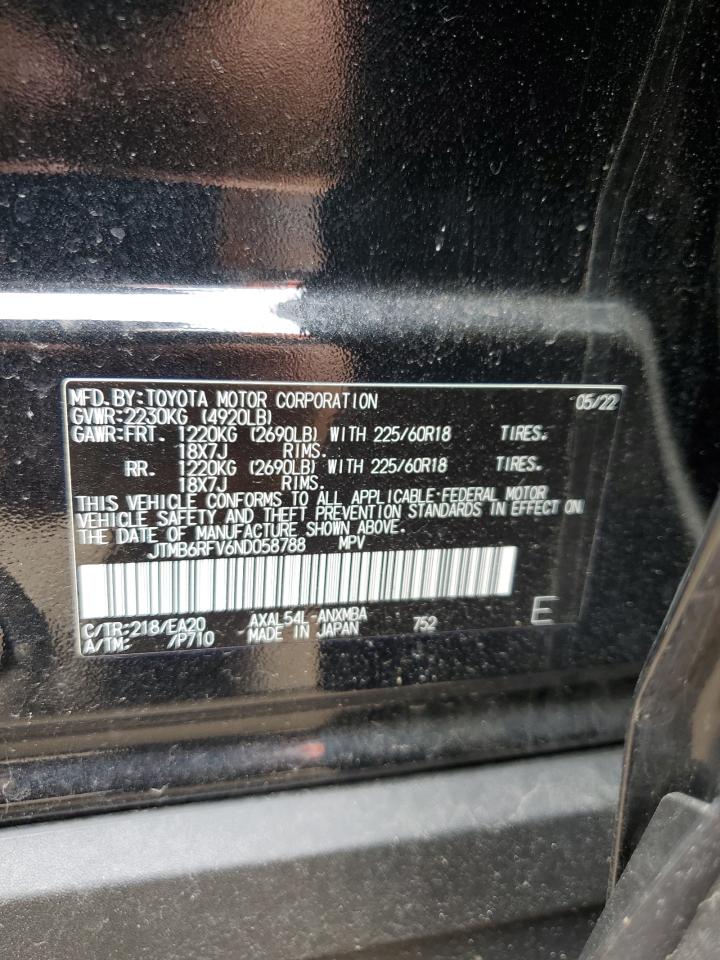 MFD.BY:TOYOTA MOTOR CORPORATION 05/22
GVWR:2230KG (4920LB)
GAWR:FRT. 1220KG (2690LB) WITH 225/60R18 TIRES.
18X7J RIMS.
RR. 1220KG (2690LB) WITH 225/60R18 TIRES.
18X7J RIMS.
THIS VEHICLE CONFORMS TO ALL APPLICABLE FEDERAL MOTOR
VEHICLE SAFETY AND THEFT PREVENTION STANDARDS IN EFFECT ON
THE DATE OF MANUFACTURE SHOWN ABOVE.
JTMB6RFV6ND058788 MPV
C/TR:218/EA20 AXAL54L-ANXMBA 752 E
A/TM: /P710 MADE IN JAPAN